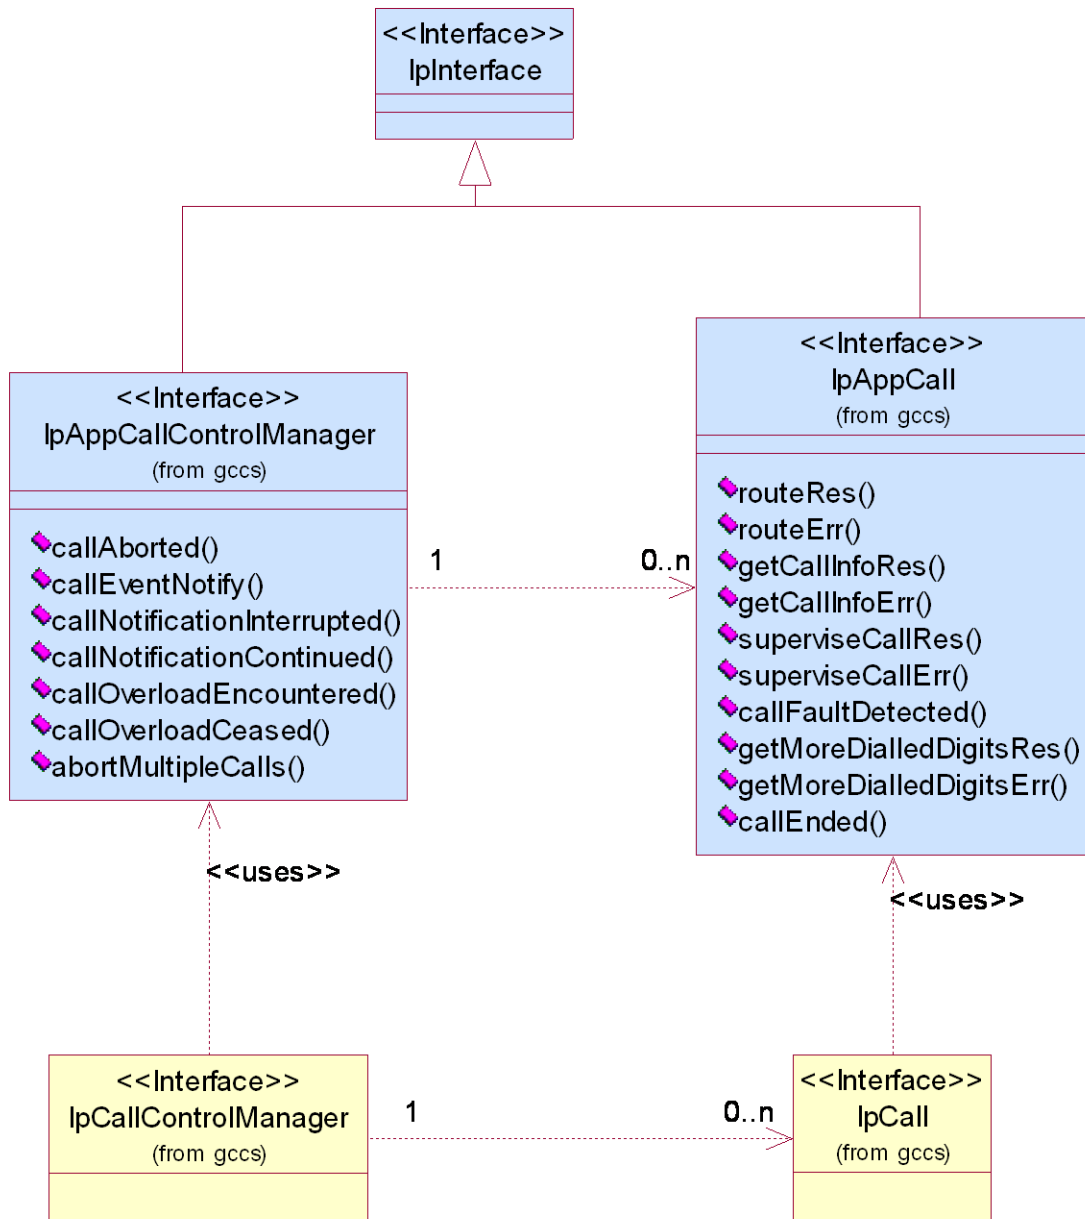 <<Interface>>
IpInterface
<<Interface>>
IpAppCall
(from gccs)
routeRes()
routeErr()
getCallInfoRes()
getCallInfoErr()
superviseCallRes()
superviseCallErr()
callFaultDetected()
getMoreDialledDigitsRes()
getMoreDialledDigitsErr()
callEnded()
<<Interface>>
IpAppCallControlManager
(from gccs)
callAborted()
callEventNotify()
callNotificationInterrupted()
callNotificationContinued()
callOverloadEncountered()
callOverloadCeased()
abortMultipleCalls()
1
0..n
<<uses>>
<<uses>>
<<Interface>>
IpCallControlManager
(from gccs)
1
0..n
<<Interface>>
IpCall
(from gccs)